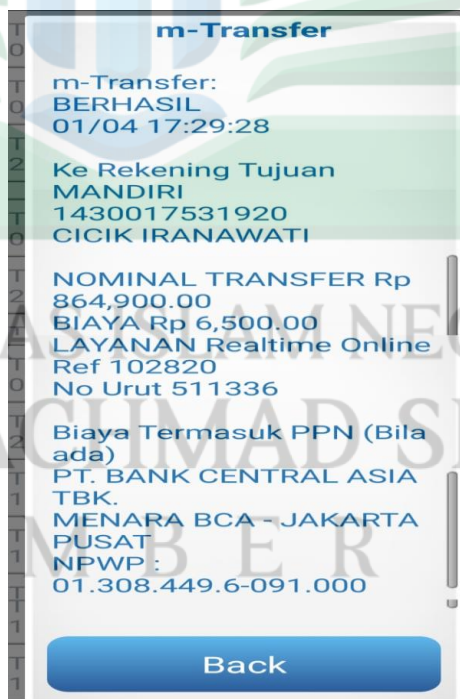 m-Transfer
m-Transfer:
BERHASIL
01/04 17:29:28
Ke Rekening Tujuan
MANDIRI
1430017531920
CICIK IRANAWATI
NOMINAL TRANSFER Rp
864,900.00
BIAYA Rp 6,500.00
LAYANAN Realtime Online
Ref 102820
No Urut 511336
Biaya Termasuk PPN (Bila
ada)
PT. BANK CENTRAL ASIA
TBK.
MENARA BCA - JAKARTA
PUSAT
NPWP :
01.308.449.6-091.000
Back